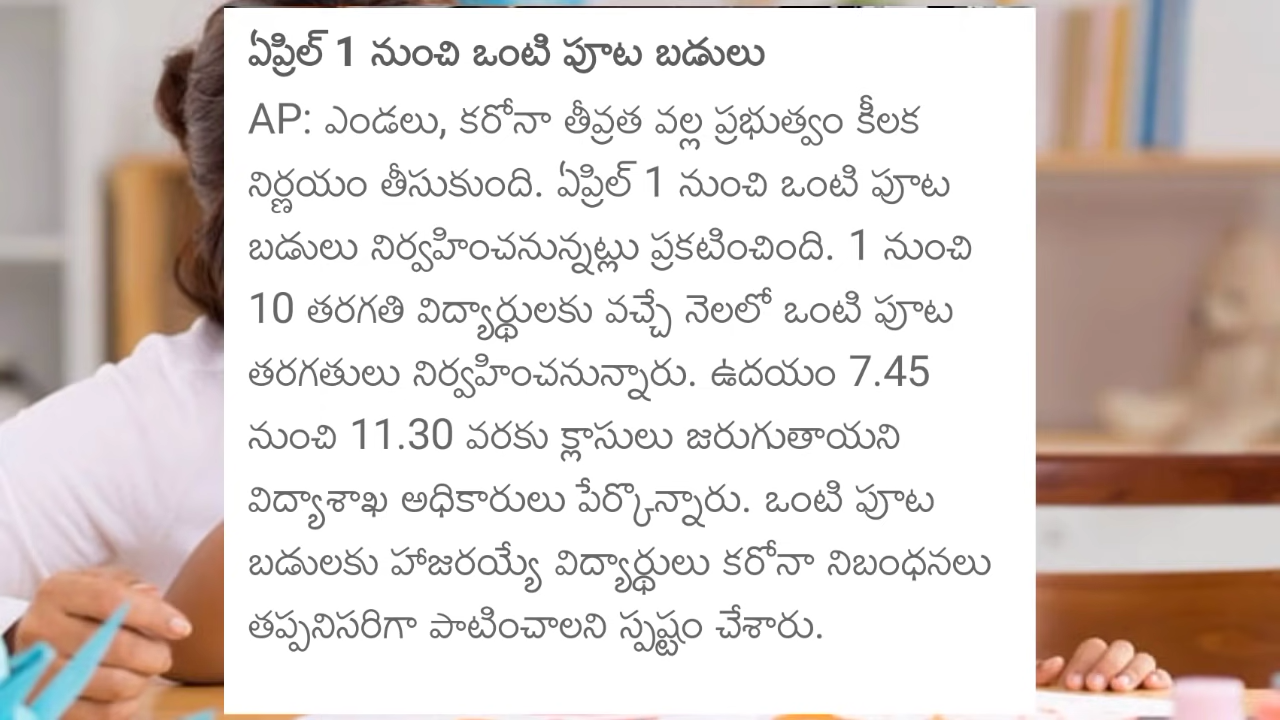 ఏప్రిల్ 1 నుంచి ఒంటి పూట బడులు
AP: ఎండలు, కరోనా తీవ్రత వల్ల ప్రభుత్వం కీలక
నిర్ణయం తీసుకుంది. ఏప్రిల్ 1 నుంచి ఒంటి పూట
బడులు నిర్వహించనున్నట్లు ప్రకటించింది. 1 నుంచి
10 తరగతి విద్యార్థులకు వచ్చే నెలలో ఒంటి పూట
తరగతులు నిర్వహించనున్నారు. ఉదయం 7.45
నుంచి 11.30 వరకు క్లాసులు జరుగుతాయని
విద్యాశాఖ అధికారులు పేర్కొన్నారు. ఒంటి పూట
బడులకు హాజరయ్యే విద్యార్థులు కరోనా నిబంధనలు
తప్పనిసరిగా పాటించాలని స్పష్టం చేశారు.